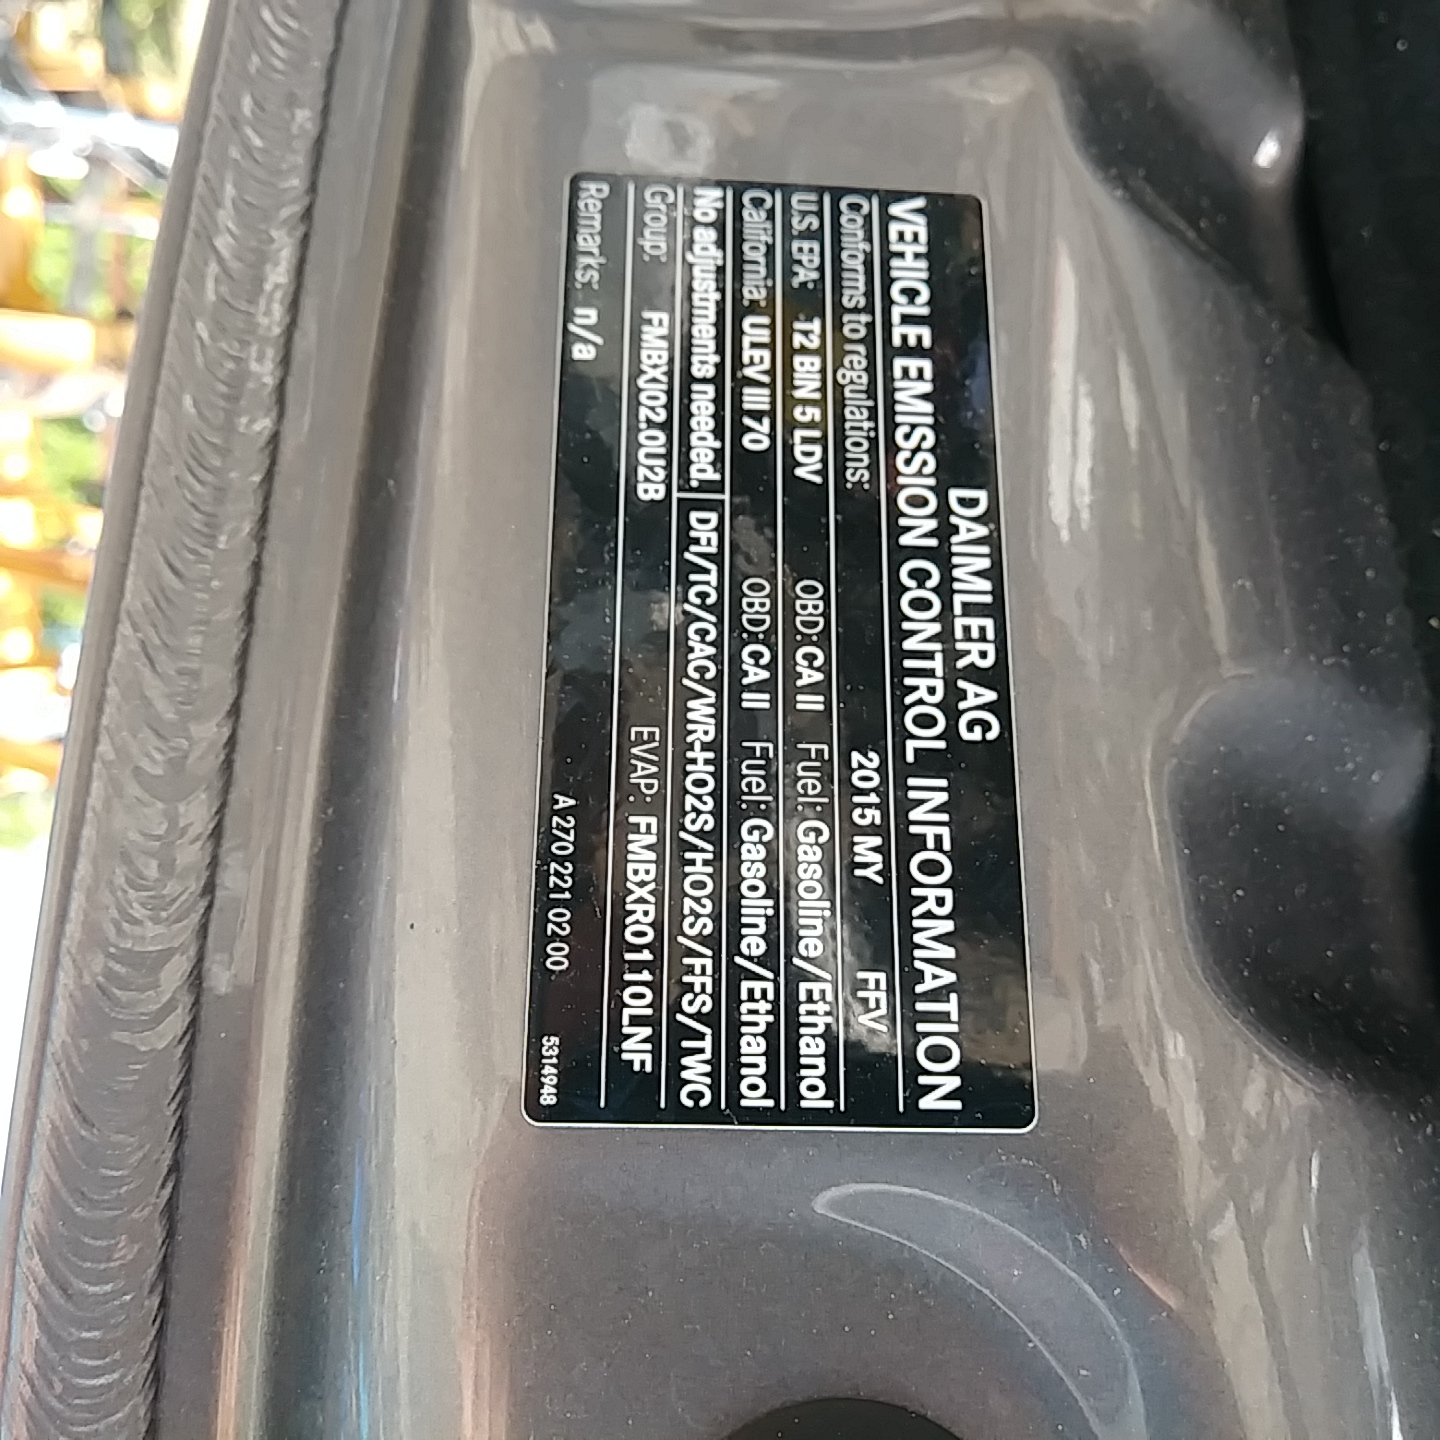 DAIMLER AG
VEHICLE EMISSION CONTROL INFORMATION
Conforms to regulations: 2015 MY FFV
U.S. EPA: T2 BIN 5 LDV OBD: CA II Fuel: Gasoline/Ethanol
California: ULEV III 70 OBD: CA II Fuel: Gasoline/Ethanol
No adjustments needed. DFI/TC/CAC/WR-HO2S/HO2S/FFS/TWC
Group: FMBXJ02.0U2B EVAP: FMBXR0110LNF
Remarks: n/a
A 270 221 02 00 5314948